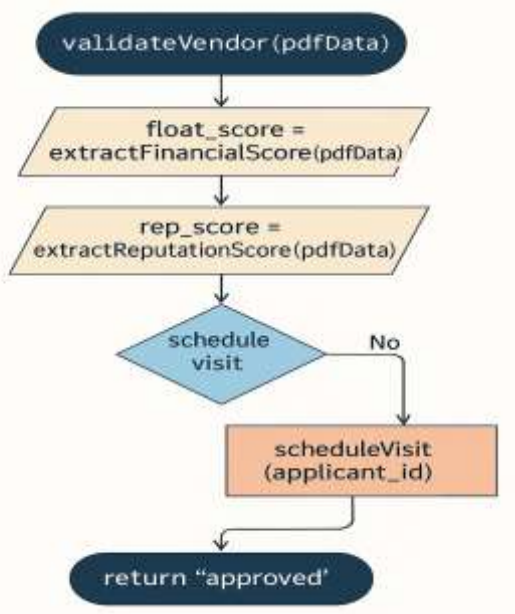 validateVendor(pdfData)
float_score =
extractFinancialScore(pdfData)
rep_score =
extractReputationScore(pdfData)
schedule
visit
No
scheduleVisit
(applicant_id)
return “approved’